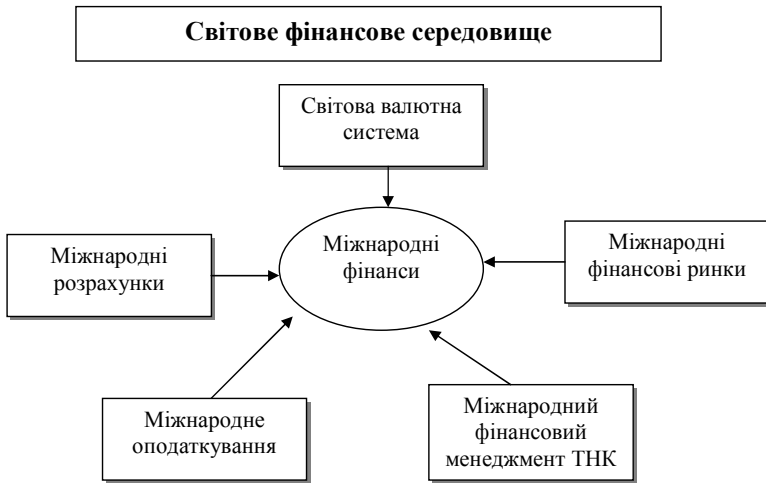 Світове фінансове середовище
Світова валютна
система
Міжнародні
фінанси
Міжнародні
розрахунки
Міжнародні
фінансові ринки
Міжнародне
оподаткування
Міжнародний
фінансовий
менеджмент ТНК